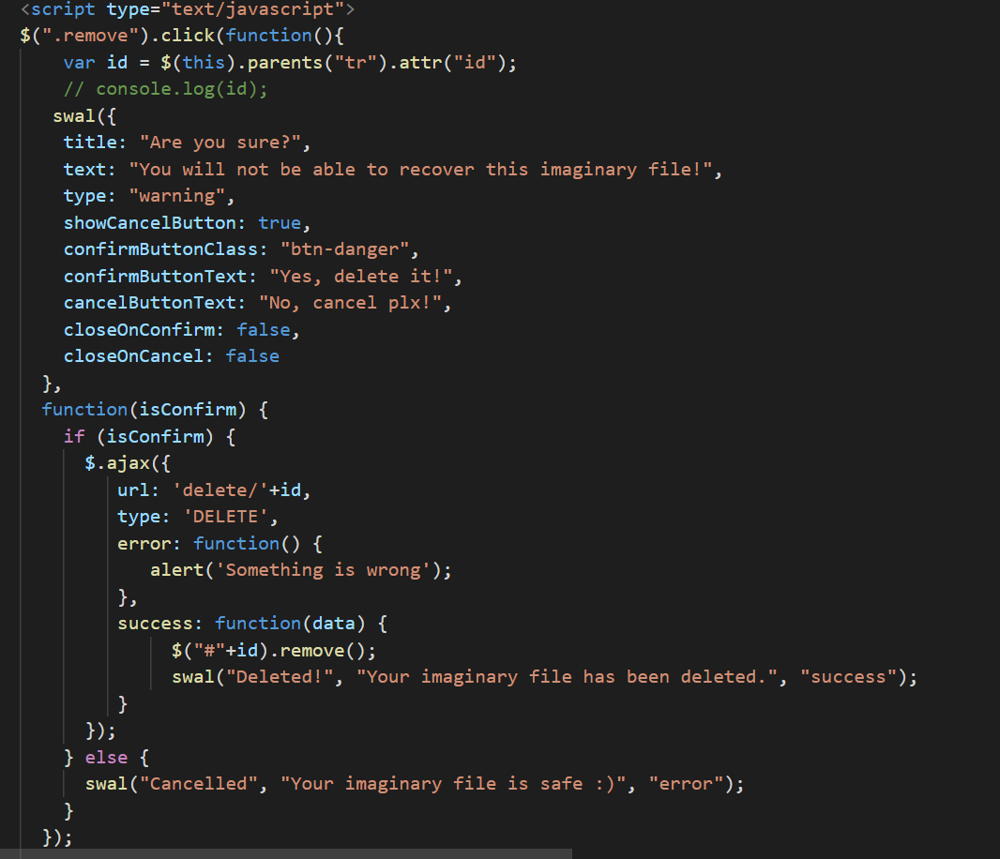 <script type="text/javascript">
$(".remove").click(function(){
    var id = $(this).parents("tr").attr("id");
    // console.log(id);
   swal({
    title: "Are you sure?",
    text: "You will not be able to recover this imaginary file!",
    type: "warning",
    showCancelButton: true,
    confirmButtonClass: "btn-danger",
    confirmButtonText: "Yes, delete it!",
    cancelButtonText: "No, cancel plx!",
    closeOnConfirm: false,
    closeOnCancel: false
  },
  function(isConfirm) {
    if (isConfirm) {
      $.ajax({
         url: 'delete/'+id,
         type: 'DELETE',
         error: function() {
            alert('Something is wrong');
         },
         success: function(data) {
              $("#"+id).remove();
              swal("Deleted!", "Your imaginary file has been deleted.", "success");
         }
      });
    } else {
      swal("Cancelled", "Your imaginary file is safe :)", "error");
    }
  });